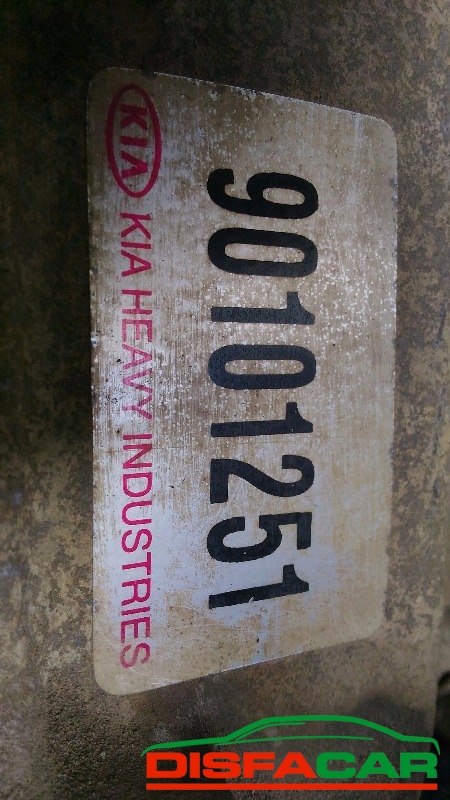 KIA KIA HEAVY INDUSTRIES
90101251
DISFACAR